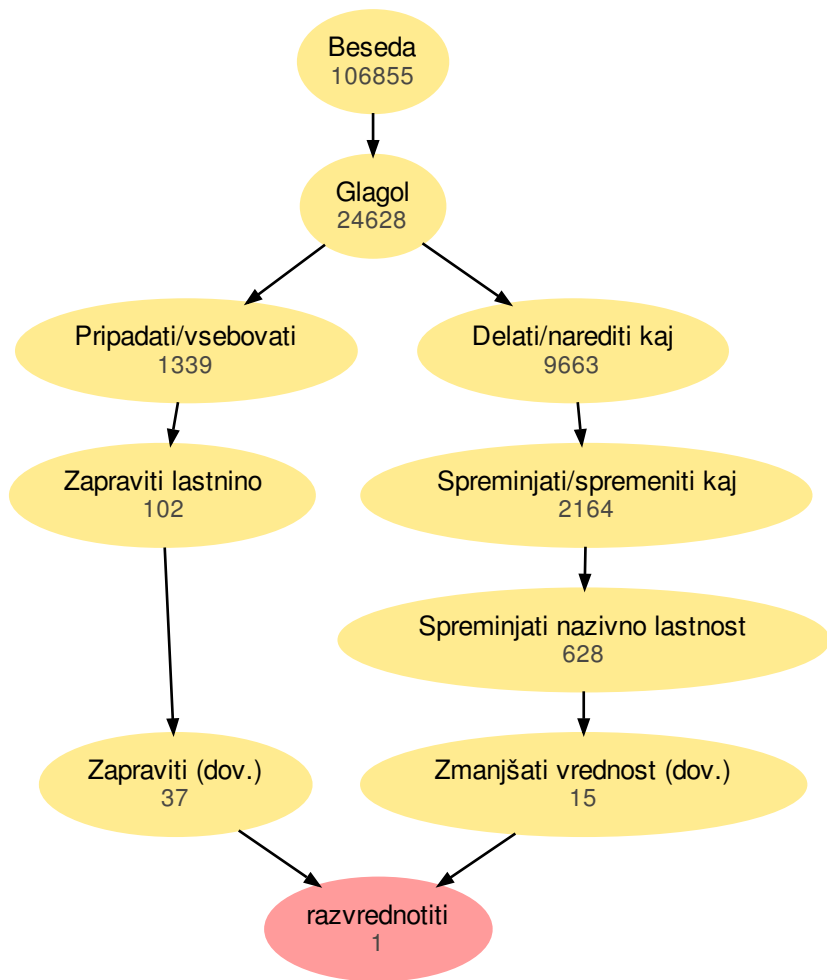 Beseda
106855
Glagol
24628
Pripadati/vsebovati
1339
Delati/narediti kaj
9663
Zapraviti lastnino
102
Spreminjati/spremeniti kaj
2164
Spreminjati nazivno lastnost
628
Zapraviti (dov.)
37
Zmanjšati vrednost (dov.)
15
razvrednotiti
1